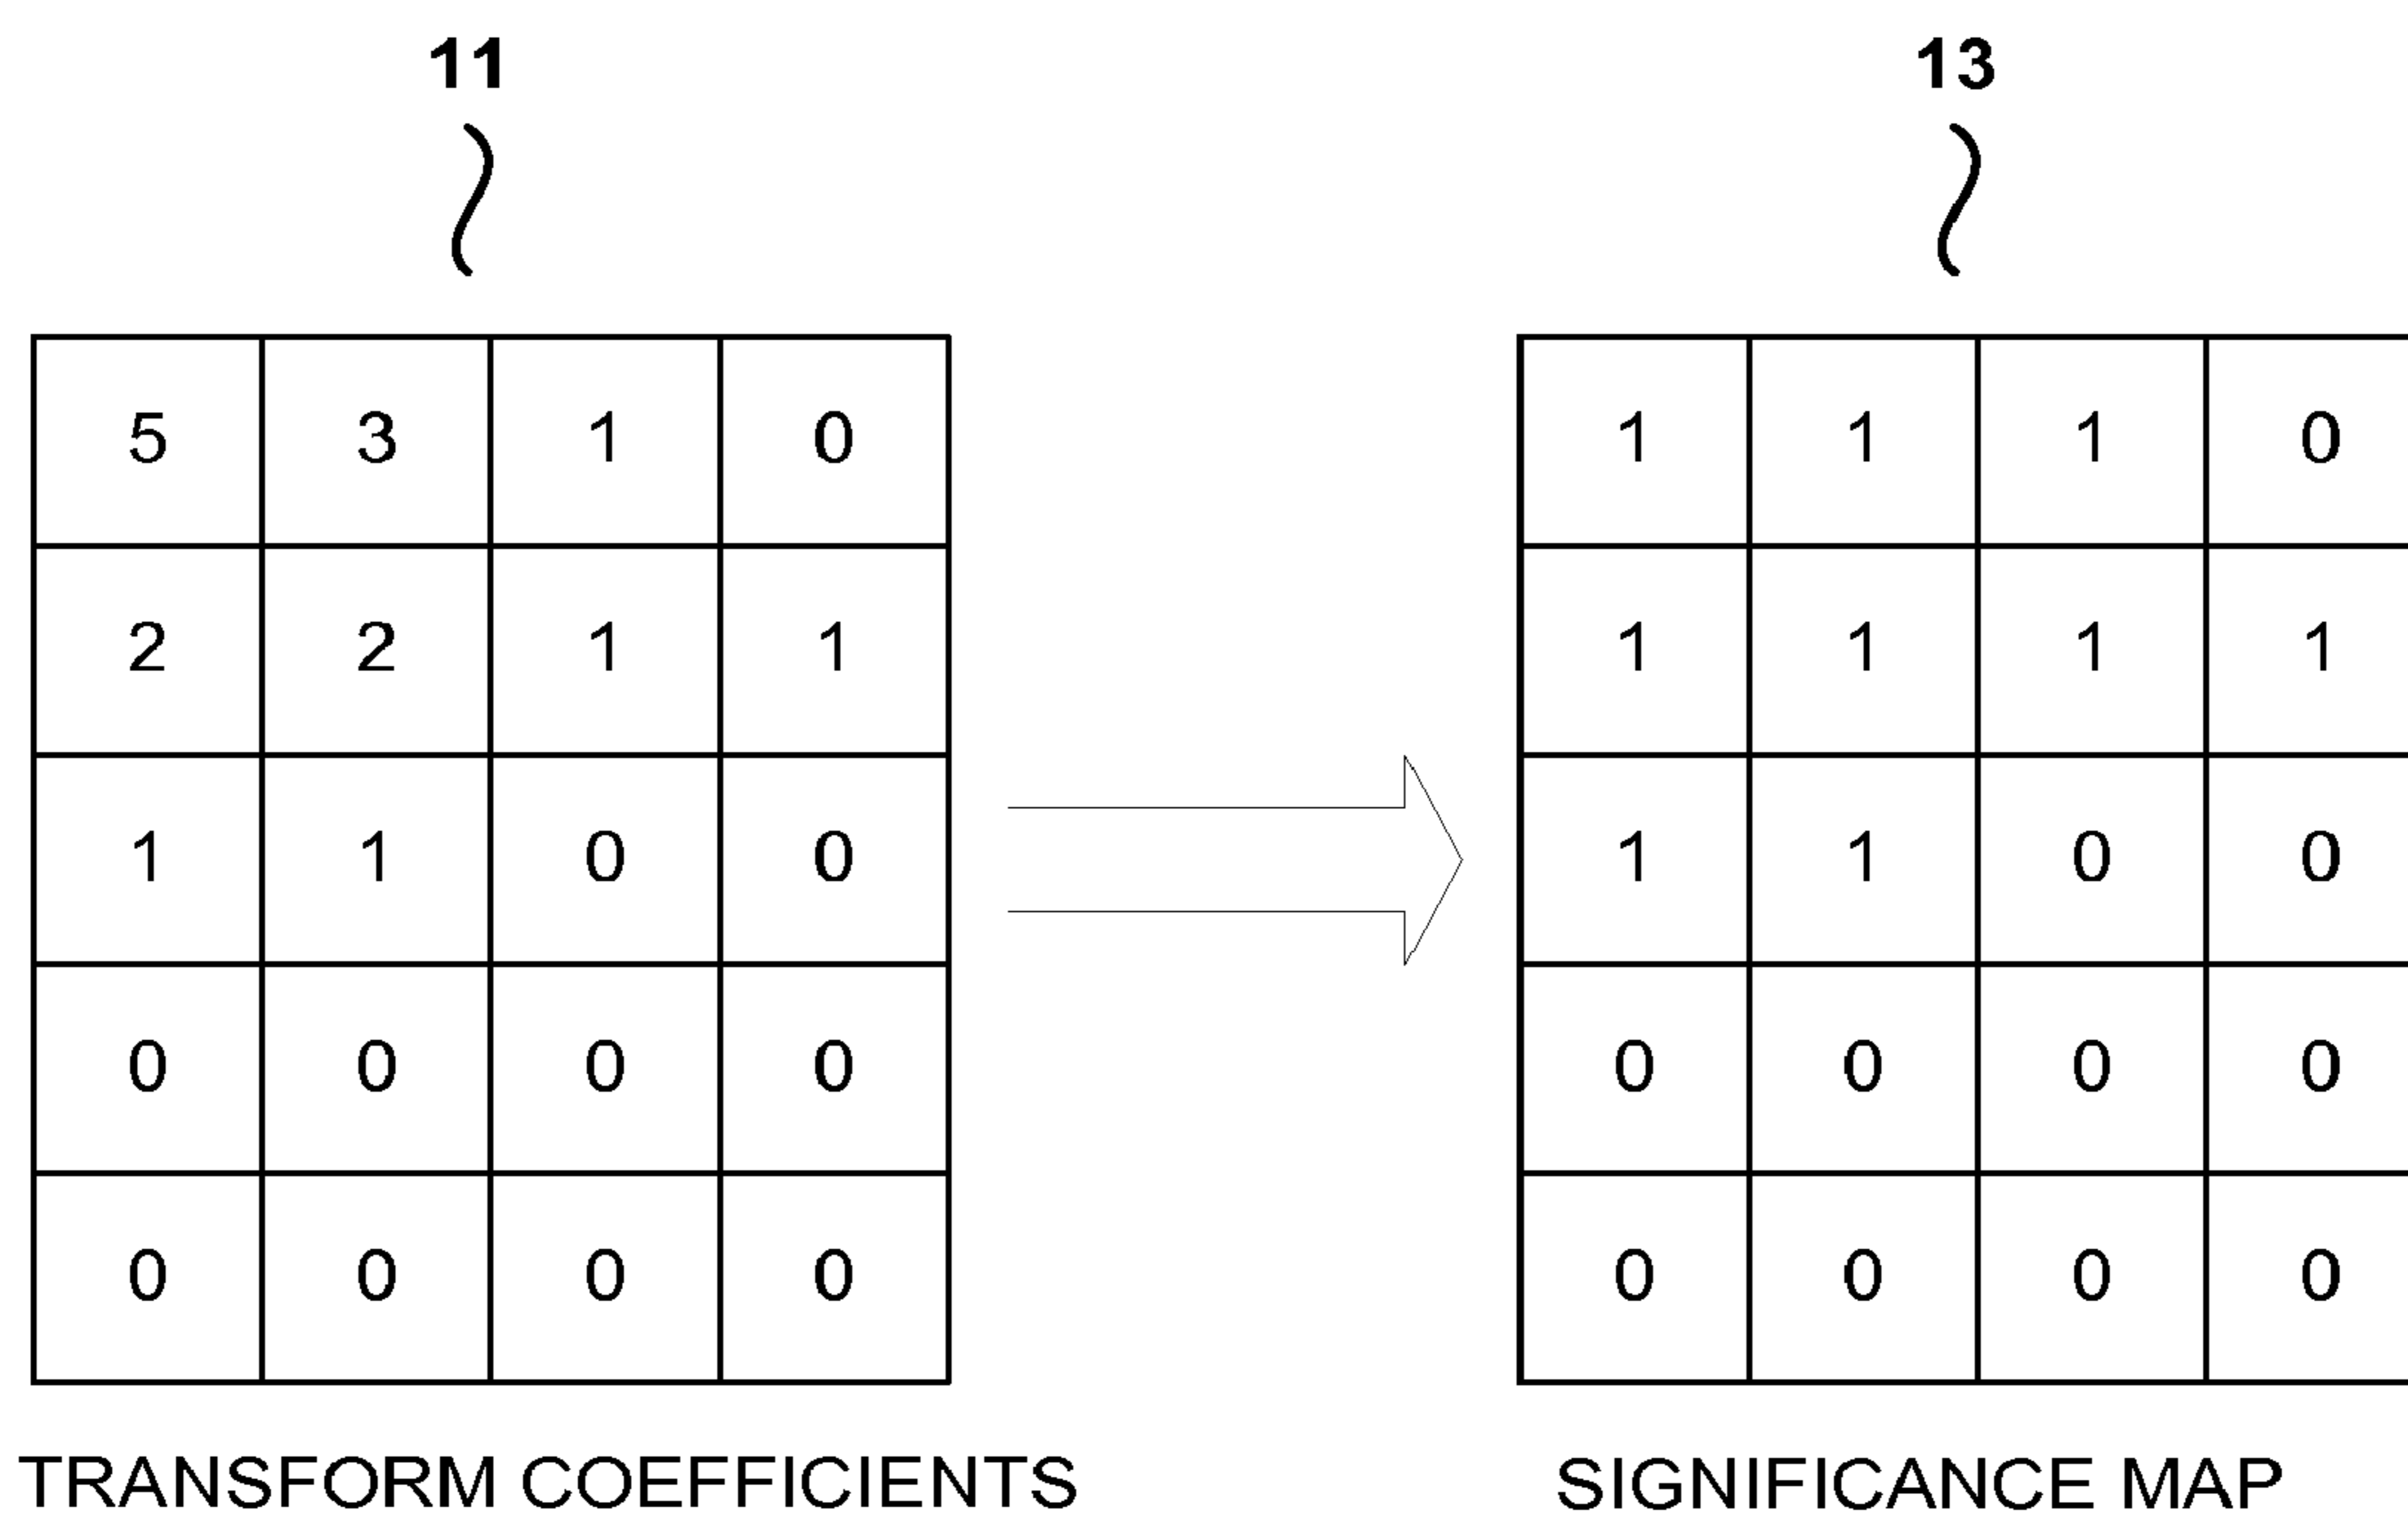 11 13
5 3 1 0 1 1 1 0
2 2 1 1 1 1 1 1
1 1 0 0 1 1 0 0
0 0 0 0 0 0 0 0
0 0 0 0 0 0 0 0
TRANSFORM COEFFICIENTS SIGNIFICANCE MAP